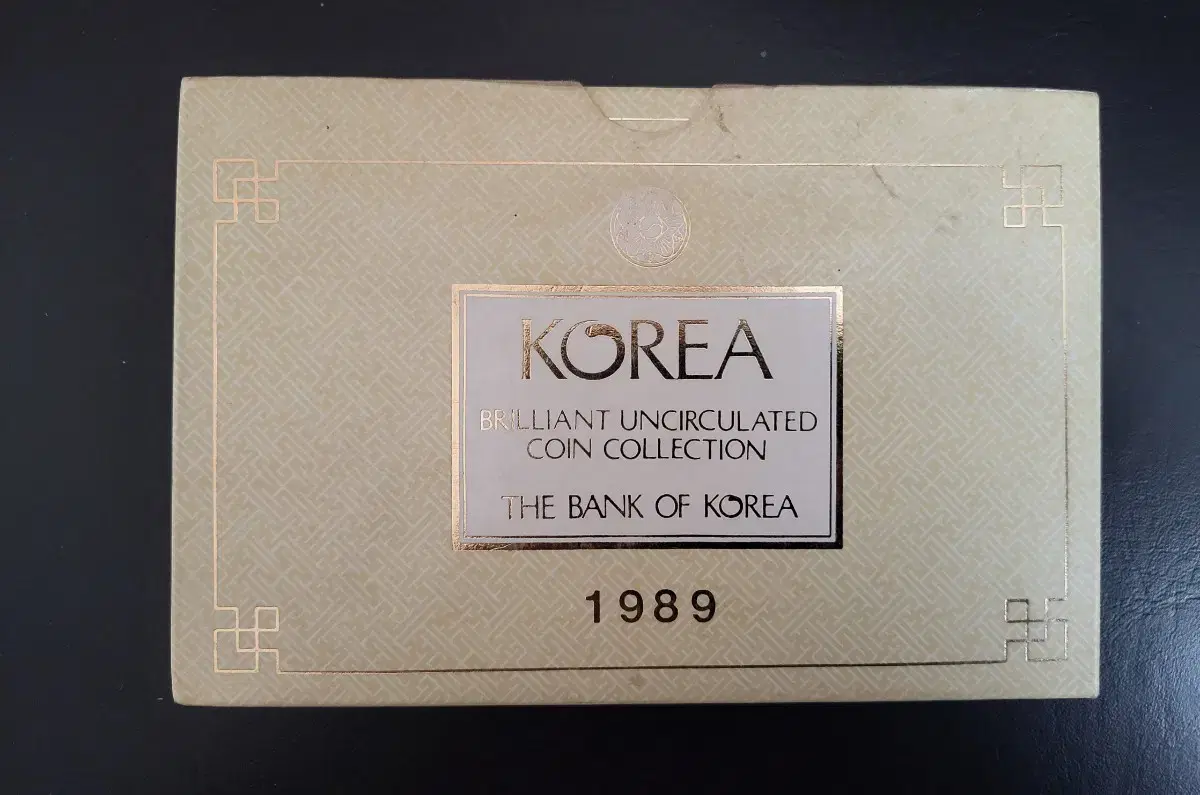 KOREA
BRILLIANT UNCIRCULATED
COIN COLLECTION
THE BANK OF KOREA
1989